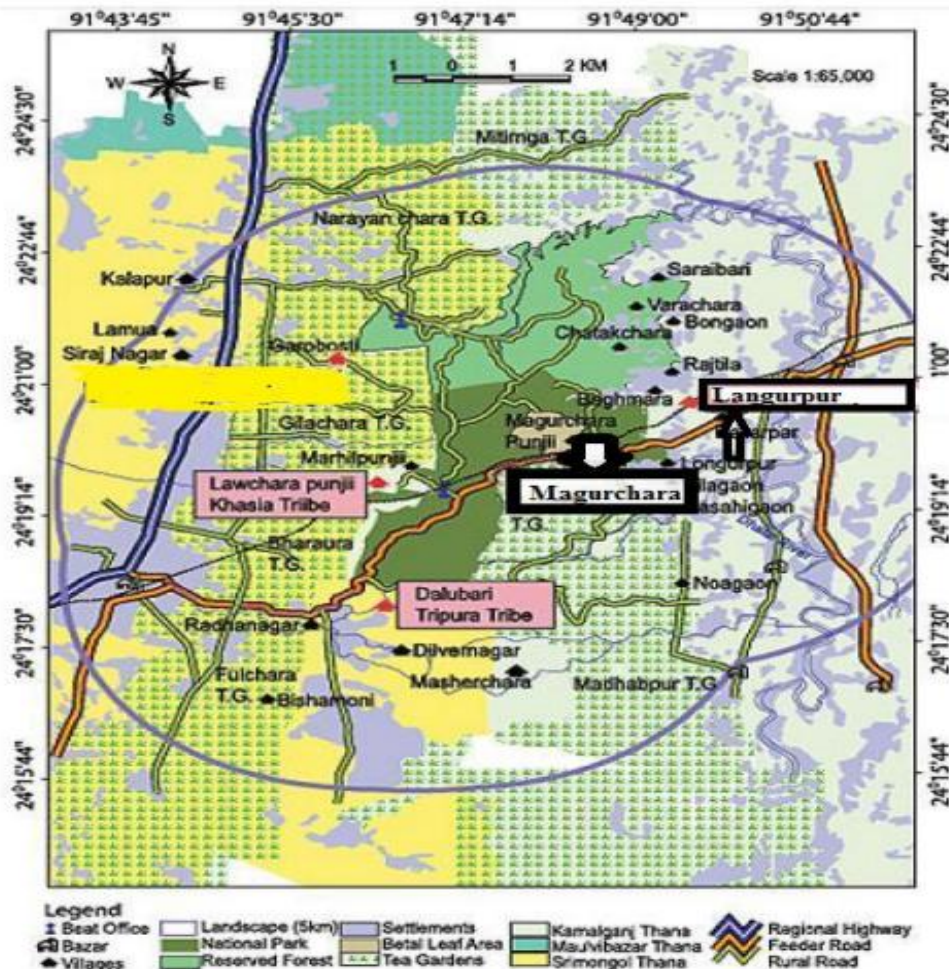 91°43'45" 91°45'30" 91°47'14" 91°49'00" 91°50'44"
N
W E
S
1 0 1 2 KM
Scale 1:65,000
24°24'30" 24°24'30"
Mitimga T.G.
Narayan chara T.G.
24°22'44" 24°22'44"
Kalapur
Saraibari
Varachara
Lamua
Bongaon
Chatakchara
Siraj Nagar
Garobosti
Rajtila
24°21'00" 1'00"
Baghmara
Langurpur
Magurchara
Punjii
Gilachara T.G.
Marhilpunjii
Longurpur
Lawchara punjii
Khasia Triibe
Magurchara
24°19'14" 24°19'14"
T.G.
Bharaura
T.G.
Noagaon
Dalubari
Tripura Tribe
Radhanagar
24°17'30" 24°17'30"
Dilvernagar
Fulchara
T.G.
Masherchara
Madhabpur T.G
Bishamoni
24°15'44" 24°15'44"
Legend
Beat Office
Bazar
Villages
Landscape (5km)
National Park
Reserved Forest
Settlements
Betal Leaf Area
Tea Gardens
Kamalganj Thana
Maulvibazar Thana
Srimongol Thana
Regional Highway
Feeder Road
Rural Road